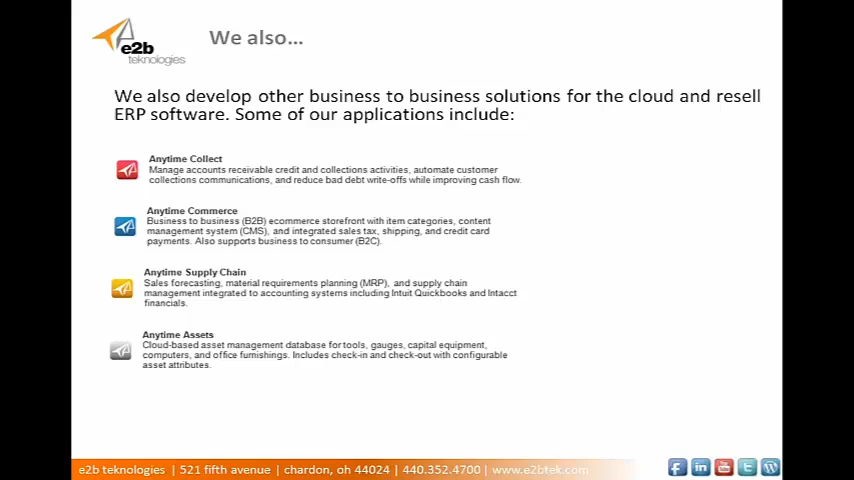 e2b
teknologies
We also...
We also develop other business to business solutions for the cloud and resell
ERP software. Some of our applications include:
Anytime Collect
Manage accounts receivable credit and collections activities, automate customer
collections communications, and reduce bad debt write-offs while improving cash flow.
Anytime Commerce
Business to business (B2B) ecommerce storefront with item categories, content
management system (CMS), and integrated sales tax, shipping, and credit card
payments. Also supports business to consumer (B2C).
Anytime Supply Chain
Sales forecasting, material requirements planning (MRP), and supply chain
management integrated to accounting systems including Intuit Quickbooks and Intacct
financials.
Anytime Assets
Cloud-based asset management database for tools, gauges, capital equipment,
computers, and office furnishings. Includes check-in and check-out with configurable
asset attributes.
e2b teknologies | 521 fifth avenue | chardon, oh 44024 | 440.352.4700 | www.e2btek.com